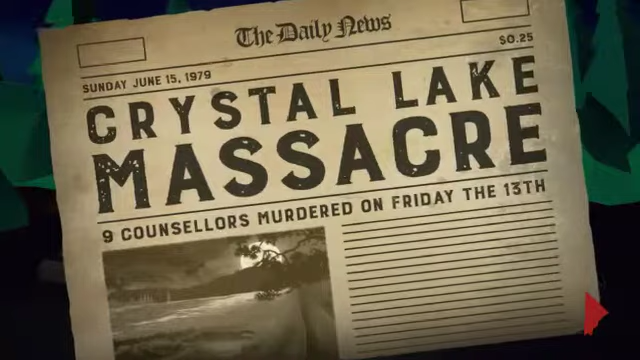 The Daily News
$0.25
SUNDAY JUNE 15, 1979
CRYSTAL LAKE
MASSACRE
9 COUNSELLORS MURDERED ON FRIDAY THE 13TH